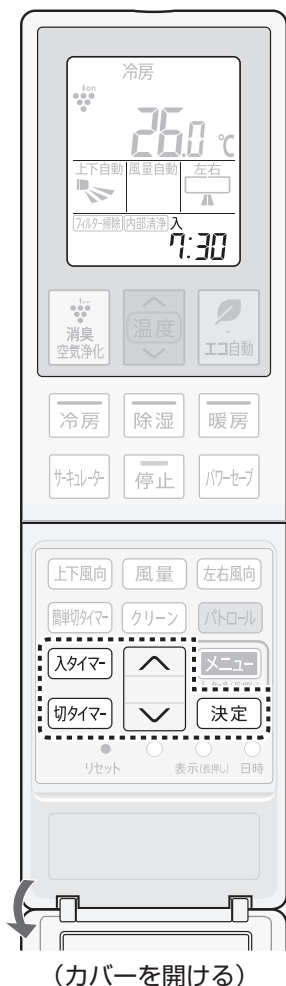 冷房
ion
26.0 ℃
上下自動 風量自動 左右
フィルター掃除 内部清浄 入
7:30
ion
消臭
空気浄化
温度
エコ自動
冷房 除湿 暖房
サーキュレーター 停止 パワーセーブ
上下風向 風量 左右風向
簡単切タイマー クリーン パトロール
入タイマー メニュー
切タイマー 決定
リセット 表示(長押し) 日時
(カバーを開ける)